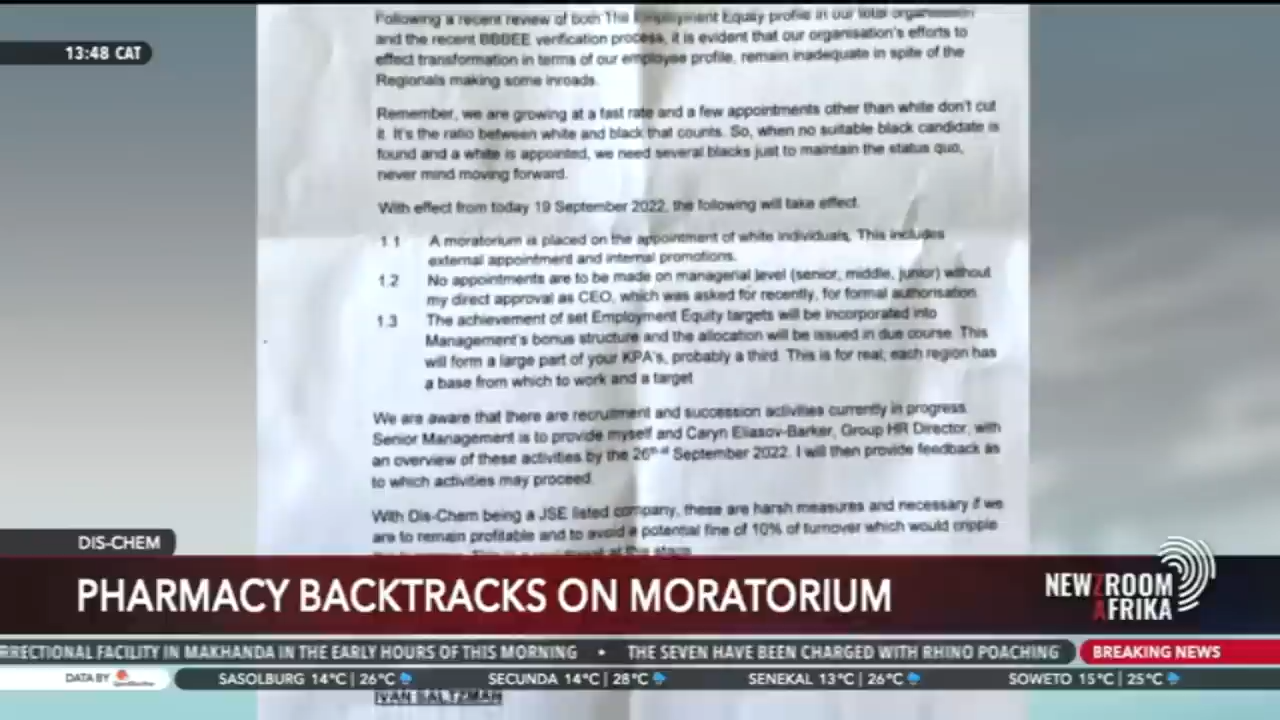 13:48 CAT
Following a recent review of both The Employment Equity profile in our total organisation
and the recent BBBEE verification process, it is evident that our organisation's efforts to
effect transformation in terms of our employee profile, remain inadequate in spite of the
Regionals making some inroads.
Remember, we are growing at a fast rate and a few appointments other than white don't cut
it. It's the ratio between white and black that counts. So, when no suitable black candidate is
found and a white is appointed, we need several blacks just to maintain the status quo,
never mind moving forward.
With effect from today 19 September 2022, the following will take effect.
1.1 A moratorium is placed on the appointment of white individuals. This includes
external appointment and internal promotions.
1.2 No appointments are to be made on managerial level (senior, middle, junior) without
my direct approval as CEO, which was asked for recently, for formal authorisation
1.3 The achievement of set Employment Equity targets will be incorporated into
Management's bonus structure and the allocation will be issued in due course. This
will form a large part of your KPA's, probably a third. This is for real, each region has
a base from which to work and a target
We are aware that there are recruitment and succession activities currently in progress.
Senior Management is to provide myself and Caryn Eliasov-Barker, Group HR Director, with
an overview of these activities by the 26 September 2022. I will then provide feedback as
to which activities may proceed.
With Dis-Chem being a JSE listed company, these are harsh measures and necessary if we
are to remain profitable and to avoid a potential fine of 10% of turnover which would cripple
DIS-CHEM
PHARMACY BACKTRACKS ON MORATORIUM
NEWZROOM
AFRIKA
RRECTIONAL FACILITY IN MAKHANDA IN THE EARLY HOURS OF THIS MORNING • THE SEVEN HAVE BEEN CHARGED WITH RHINO POACHING
BREAKING NEWS
DATA BY
SASOLBURG 14°C | 26°C SECUNDA 14°C | 28°C SENEKAL 13°C | 26°C SOWETO 15°C | 25°C
IVAN SALTZMAN